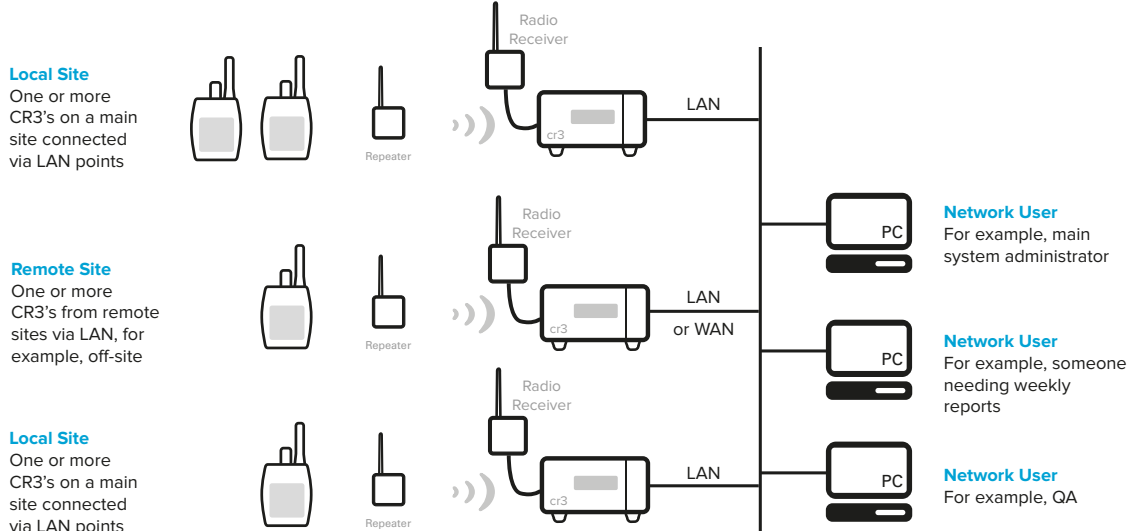 Local Site
One or more
CR3's on a main
site connected
via LAN points
Repeater
Radio
Receiver
cr3
LAN
Remote Site
One or more
CR3's from remote
sites via LAN, for
example, off-site
Repeater
Radio
Receiver
cr3
LAN
or WAN
Local Site
One or more
CR3's on a main
site connected
via LAN points
Repeater
Radio
Receiver
cr3
LAN
PC
Network User
For example, main
system administrator
PC
Network User
For example, someone
needing weekly
reports
PC
Network User
For example, QA